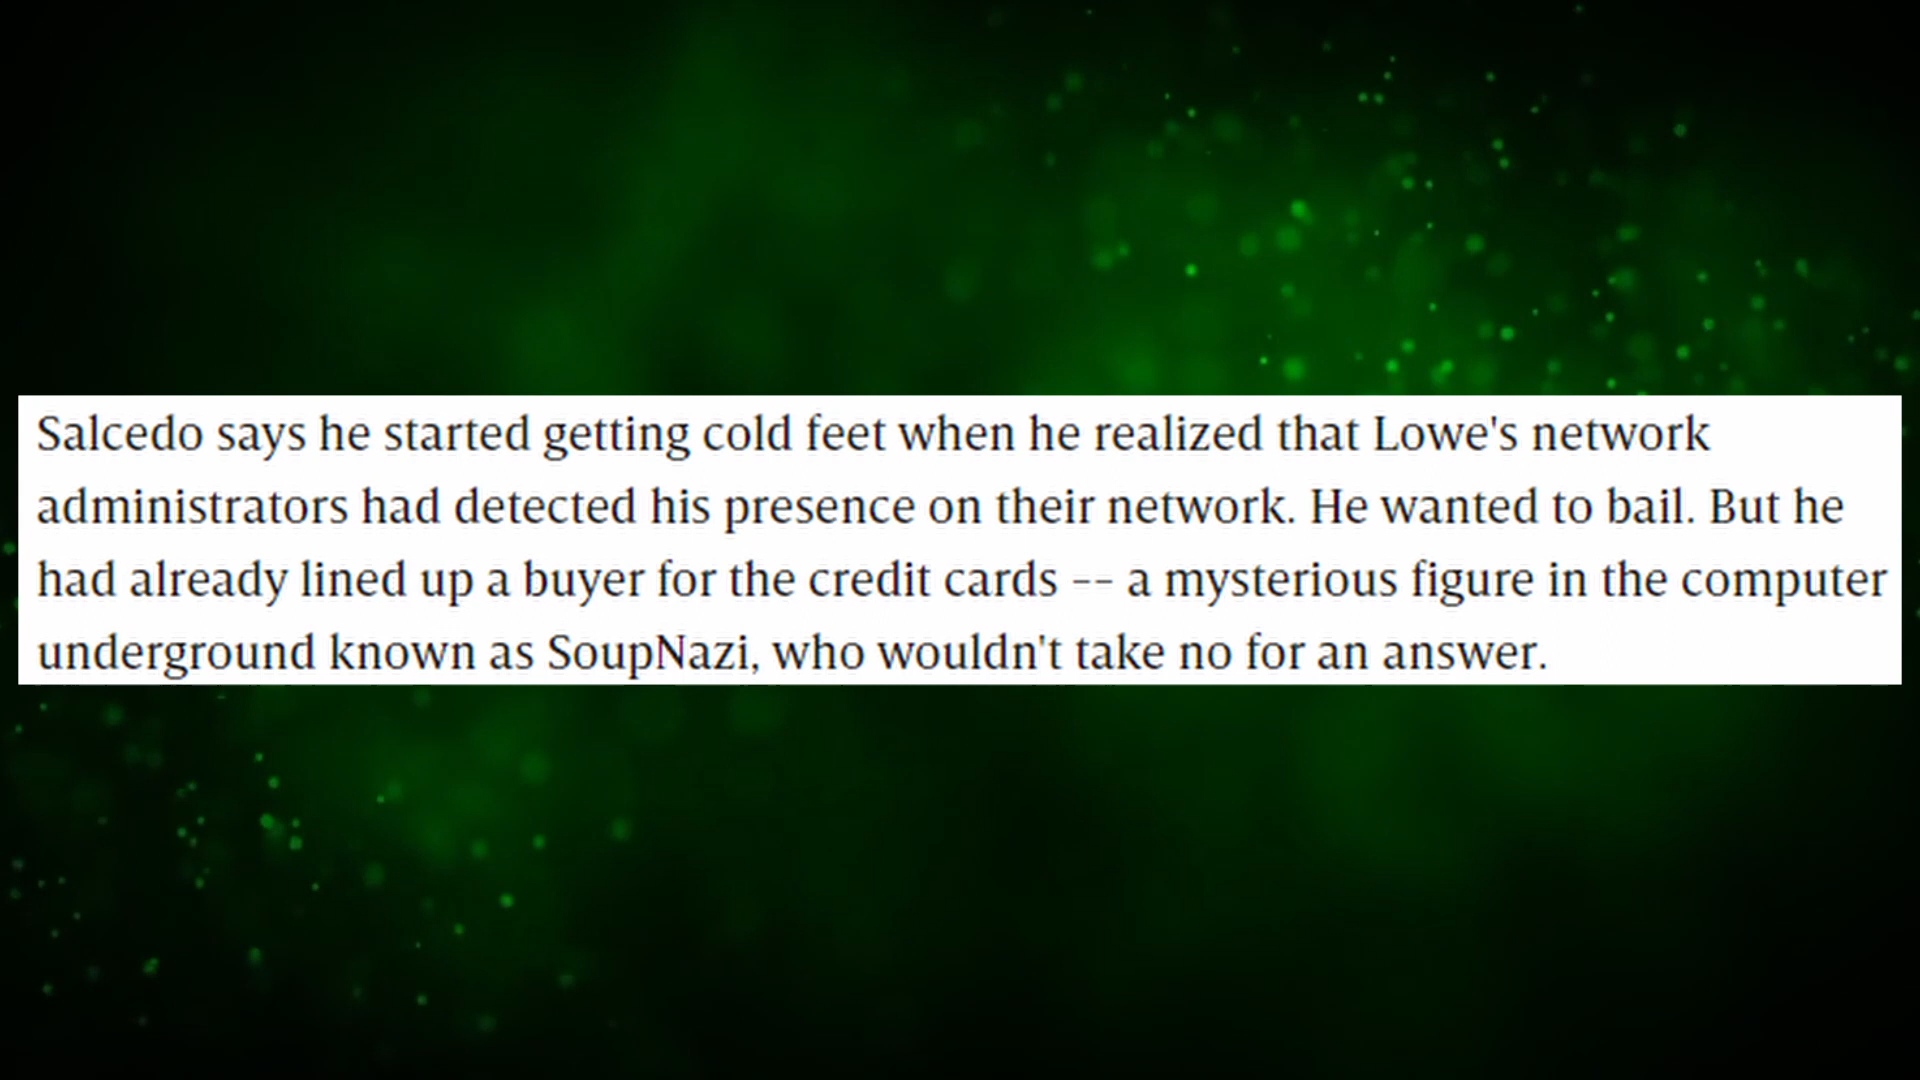 Salcedo says he started getting cold feet when he realized that Lowe's network
administrators had detected his presence on their network. He wanted to bail. But he
had already lined up a buyer for the credit cards -- a mysterious figure in the computer
underground known as SoupNazi, who wouldn't take no for an answer.